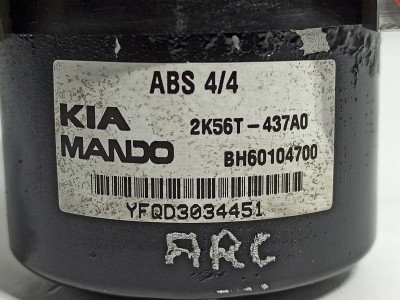 ABS 4/4
KIA 2K56T-437A0
MANDO BH60104700
YFQD3034451
ARC